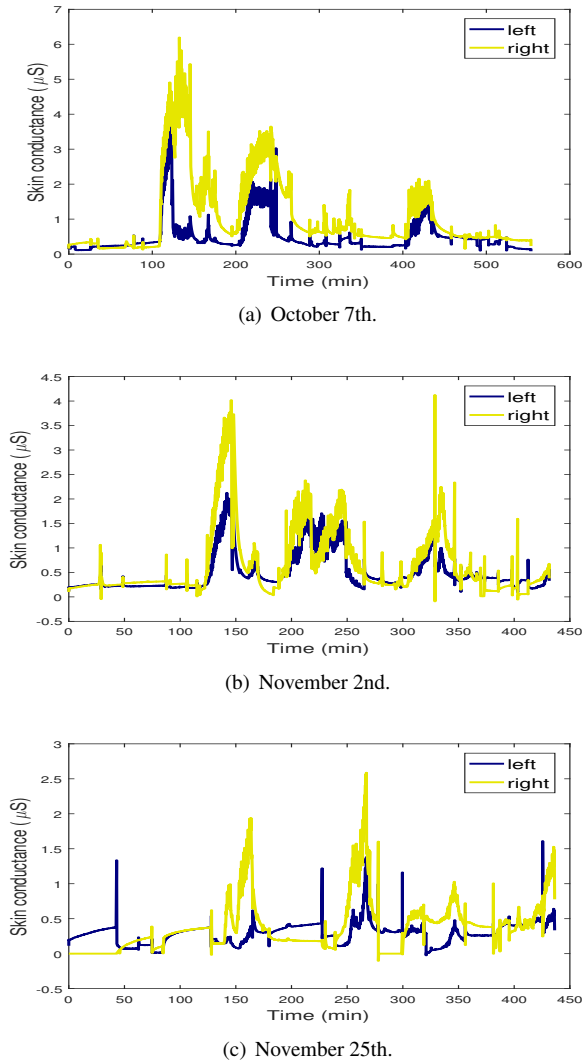 7
6
5
4
3
2
1
0
Skin conductance (μS)
left
right
0 100 200 300 400 500 600
Time (min)
(a) October 7th.
4.5
4
3.5
3
2.5
2
1.5
1
0.5
0
-0.5
Skin conductance (μS)
left
right
0 50 100 150 200 250 300 350 400 450
Time (min)
(b) November 2nd.
3
2.5
2
1.5
1
0.5
0
-0.5
Skin conductance (μS)
left
right
0 50 100 150 200 250 300 350 400 450
Time (min)
(c) November 25th.